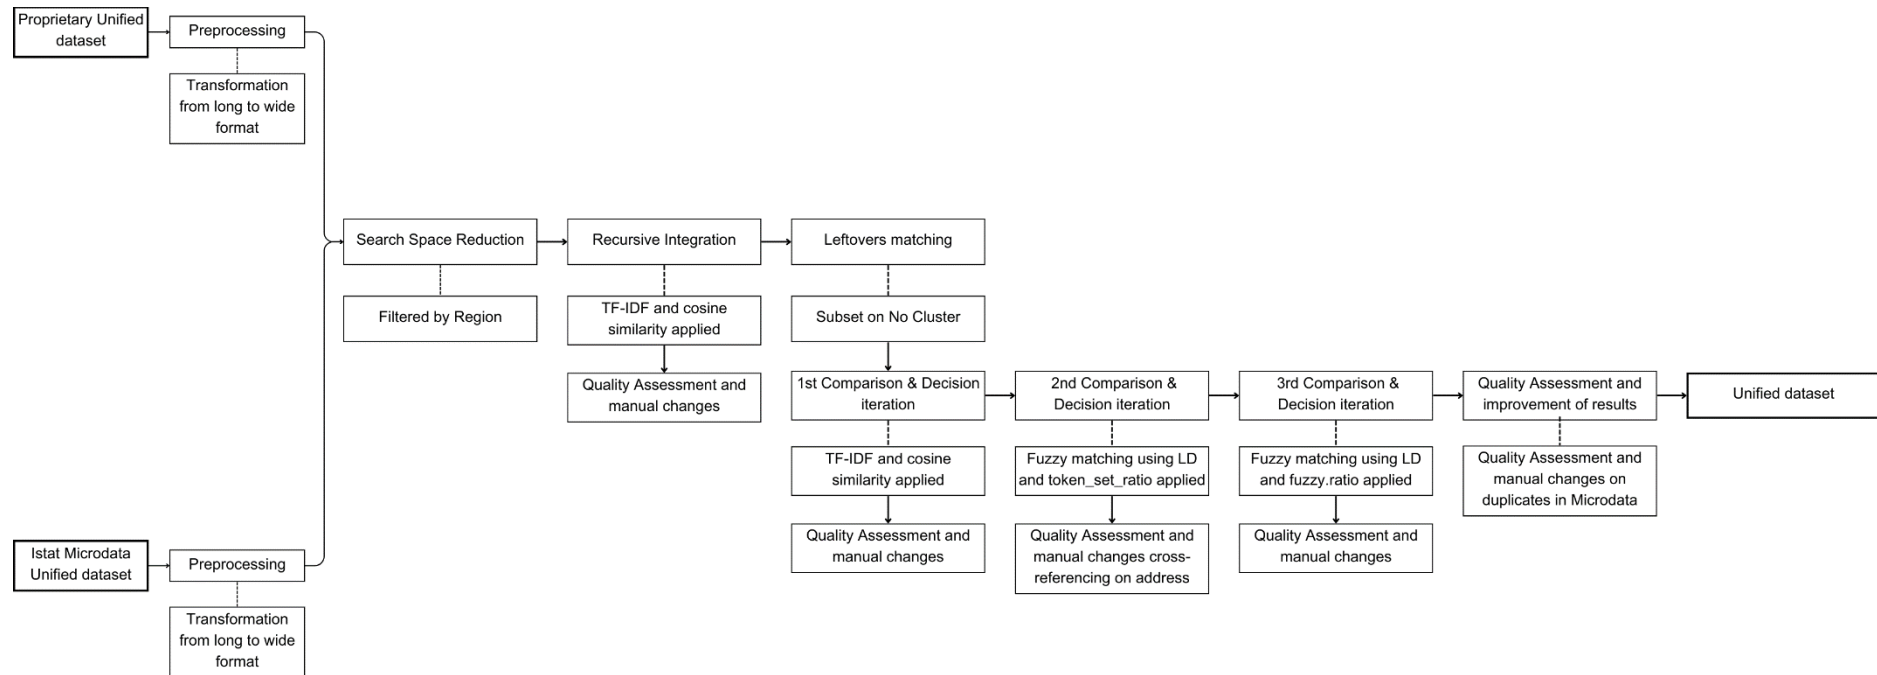 Proprietary Unified
dataset
Preprocessing
Transformation
from long to wide
format
Search Space Reduction
Recursive Integration
Leftovers matching
Filtered by Region
TF-IDF and cosine
similarity applied
Subset on No Cluster
Quality Assessment and
manual changes
1st Comparison & Decision
iteration
2nd Comparison &
Decision iteration
3rd Comparison &
Decision iteration
Quality Assessment and
improvement of results
Unified dataset
TF-IDF and cosine
similarity applied
Fuzzy matching using LD
and token_set_ratio applied
Fuzzy matching using LD
and fuzzy.ratio applied
Quality Assessment and
manual changes on
duplicates in Microdata
Quality Assessment and
manual changes
Quality Assessment and
manual changes cross-
referencing on address
Quality Assessment and
manual changes
Istat Microdata
Unified dataset
Preprocessing
Transformation
from long to wide
format